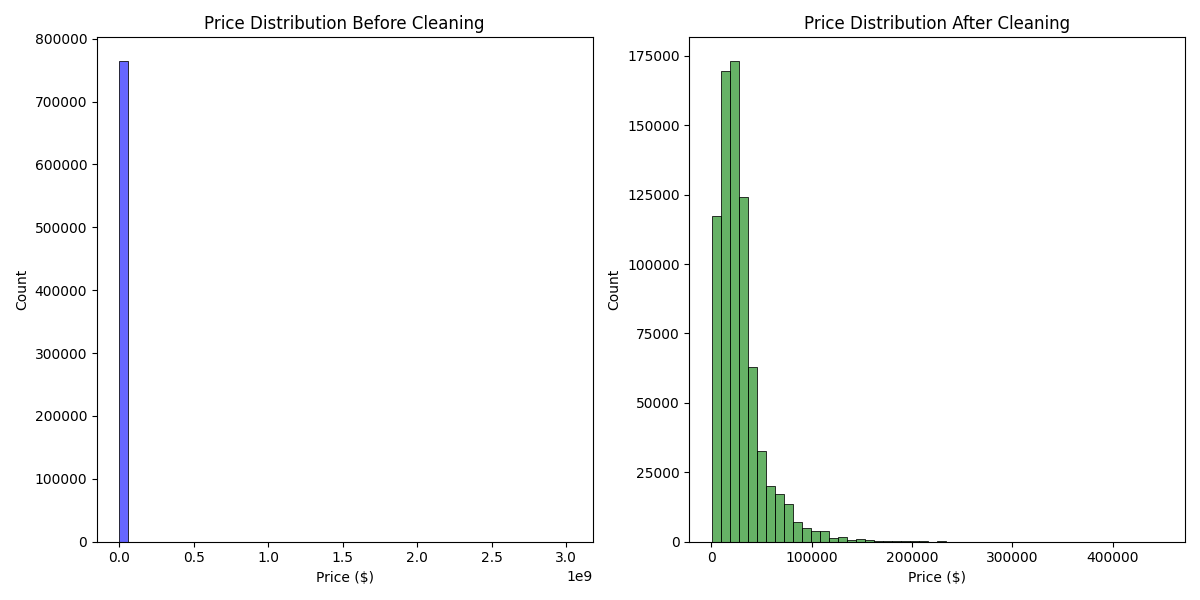 Price Distribution Before Cleaning
800000
700000
600000
500000
400000
300000
200000
100000
0
Count
0.0 0.5 1.0 1.5 2.0 2.5 3.0
1e9
Price ($)
Price Distribution After Cleaning
175000
150000
125000
100000
75000
50000
25000
0
Count
0 100000 200000 300000 400000
Price ($)